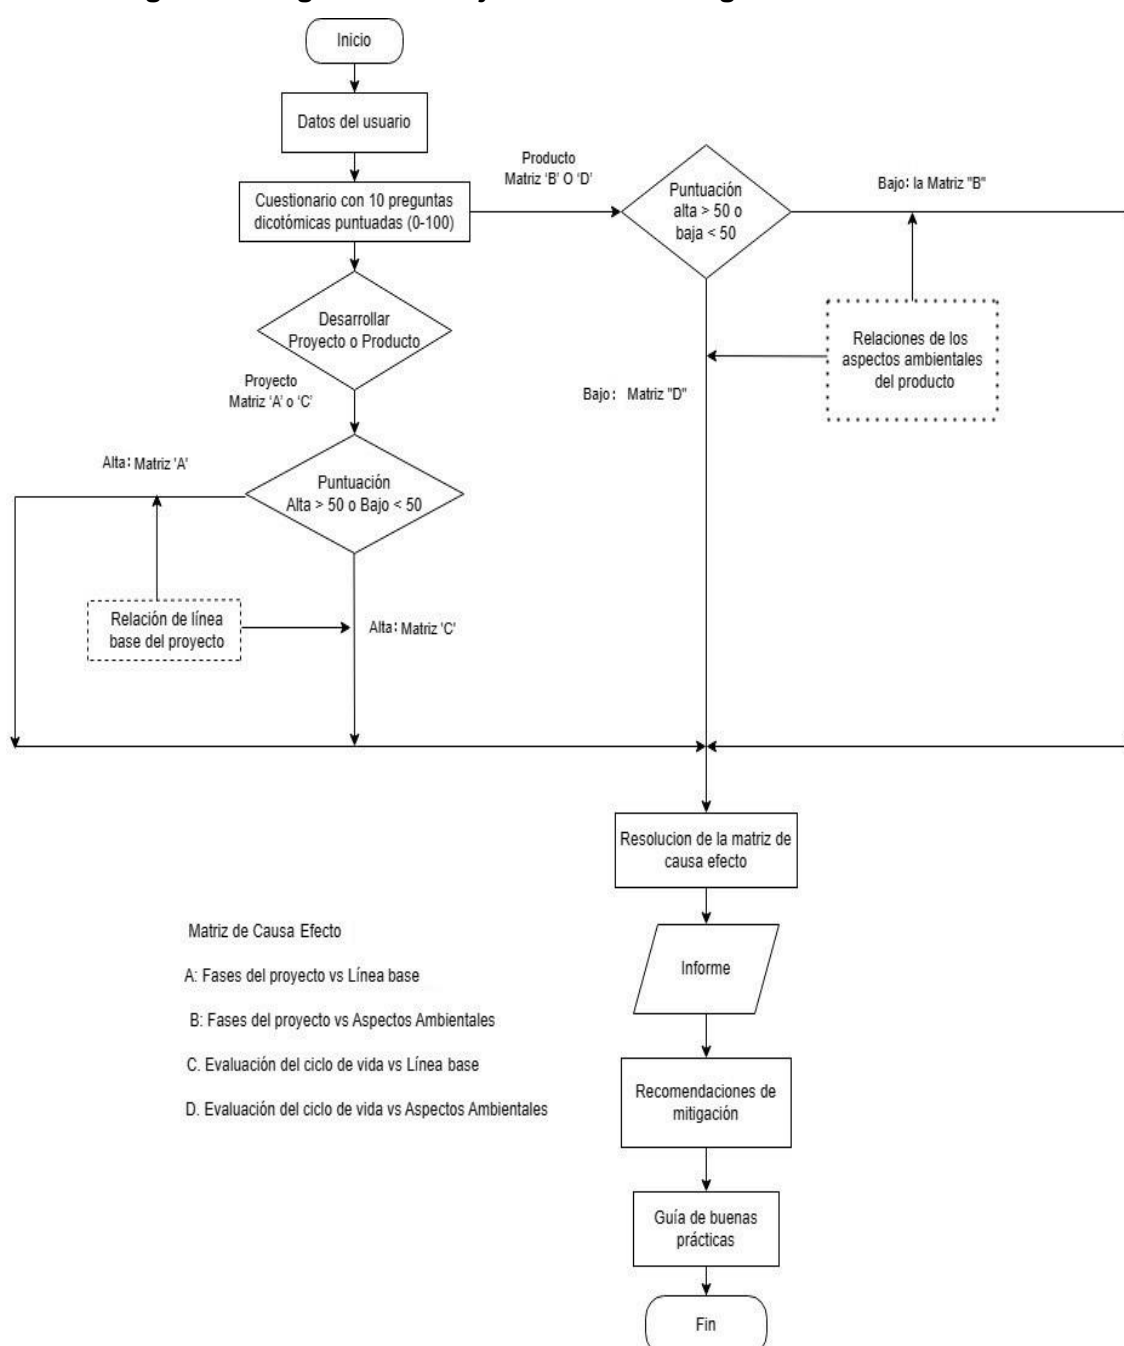 Inicio
Datos del usuario
Cuestionario con 10 preguntas
dicotómicas puntuadas (0-100)
Producto
Matriz ‘B’ O ‘D’
Puntuación
alta > 50 o
baja < 50
Bajo: la Matriz "B"
Relaciones de los
aspectos ambientales
del producto
Bajo: Matriz "D"
Desarrollar
Proyecto o Producto
Proyecto
Matriz ‘A’ o ‘C’
Alta: Matriz 'A'
Puntuación
Alta > 50 o Bajo < 50
Relación de línea
base del proyecto
Alta: Matriz 'C'
Resolucion de la matriz de
causa efecto
Informe
Recomendaciones de
mitigación
Guía de buenas
prácticas
Fin
Matriz de Causa Efecto
A: Fases del proyecto vs Línea base
B: Fases del proyecto vs Aspectos Ambientales
C. Evaluación del ciclo de vida vs Línea base
D. Evaluación del ciclo de vida vs Aspectos Ambientales